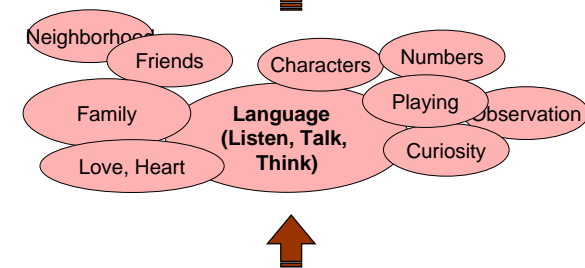 Neighborhood
Friends
Characters
Numbers
Family
Language
(Listen, Talk,
Think)
Playing
Observation
Love, Heart
Curiosity